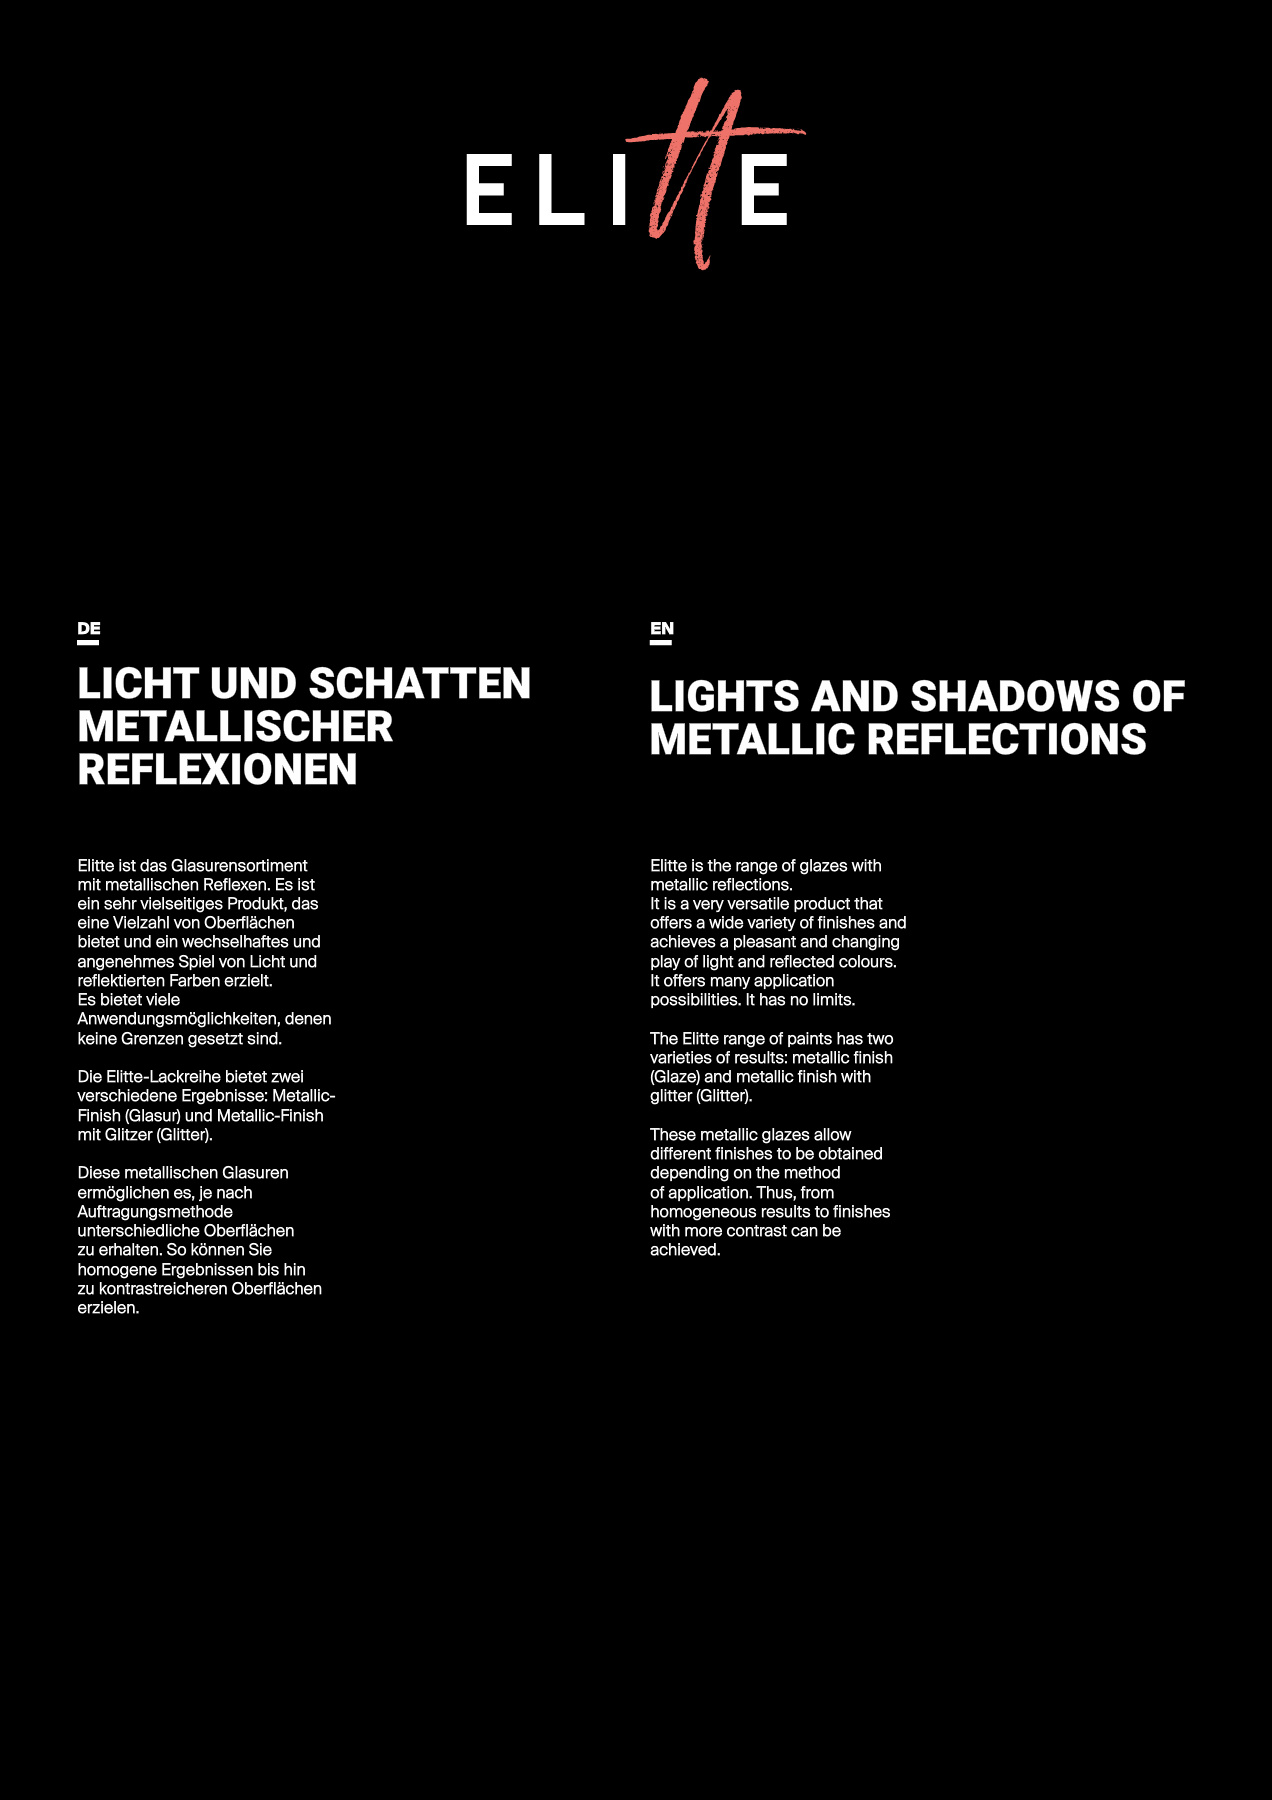 ELITTE
DE
LICHT UND SCHATTEN
METALLISCHER
REFLEXIONEN
Elitte ist das Glasurensortiment
mit metallischen Reflexen. Es ist
ein sehr vielseitiges Produkt, das
eine Vielzahl von Oberflächen
bietet und ein wechselhaftes und
angenehmes Spiel von Licht und
reflektierten Farben erzielt.
Es bietet viele
Anwendungsmöglichkeiten, denen
keine Grenzen gesetzt sind.
Die Elitte-Lackreihe bietet zwei
verschiedene Ergebnisse: Metallic-
Finish (Glasur) und Metallic-Finish
mit Glitzer (Glitter).
Diese metallischen Glasuren
ermöglichen es, je nach
Auftragungsmethode
unterschiedliche Oberflächen
zu erhalten. So können Sie
homogene Ergebnissen bis hin
zu kontrastreicheren Oberflächen
erzielen.
EN
LIGHTS AND SHADOWS OF
METALLIC REFLECTIONS
Elitte is the range of glazes with
metallic reflections.
It is a very versatile product that
offers a wide variety of finishes and
achieves a pleasant and changing
play of light and reflected colours.
It offers many application
possibilities. It has no limits.
The Elitte range of paints has two
varieties of results: metallic finish
(Glaze) and metallic finish with
glitter (Glitter).
These metallic glazes allow
different finishes to be obtained
depending on the method
of application. Thus, from
homogeneous results to finishes
with more contrast can be
achieved.